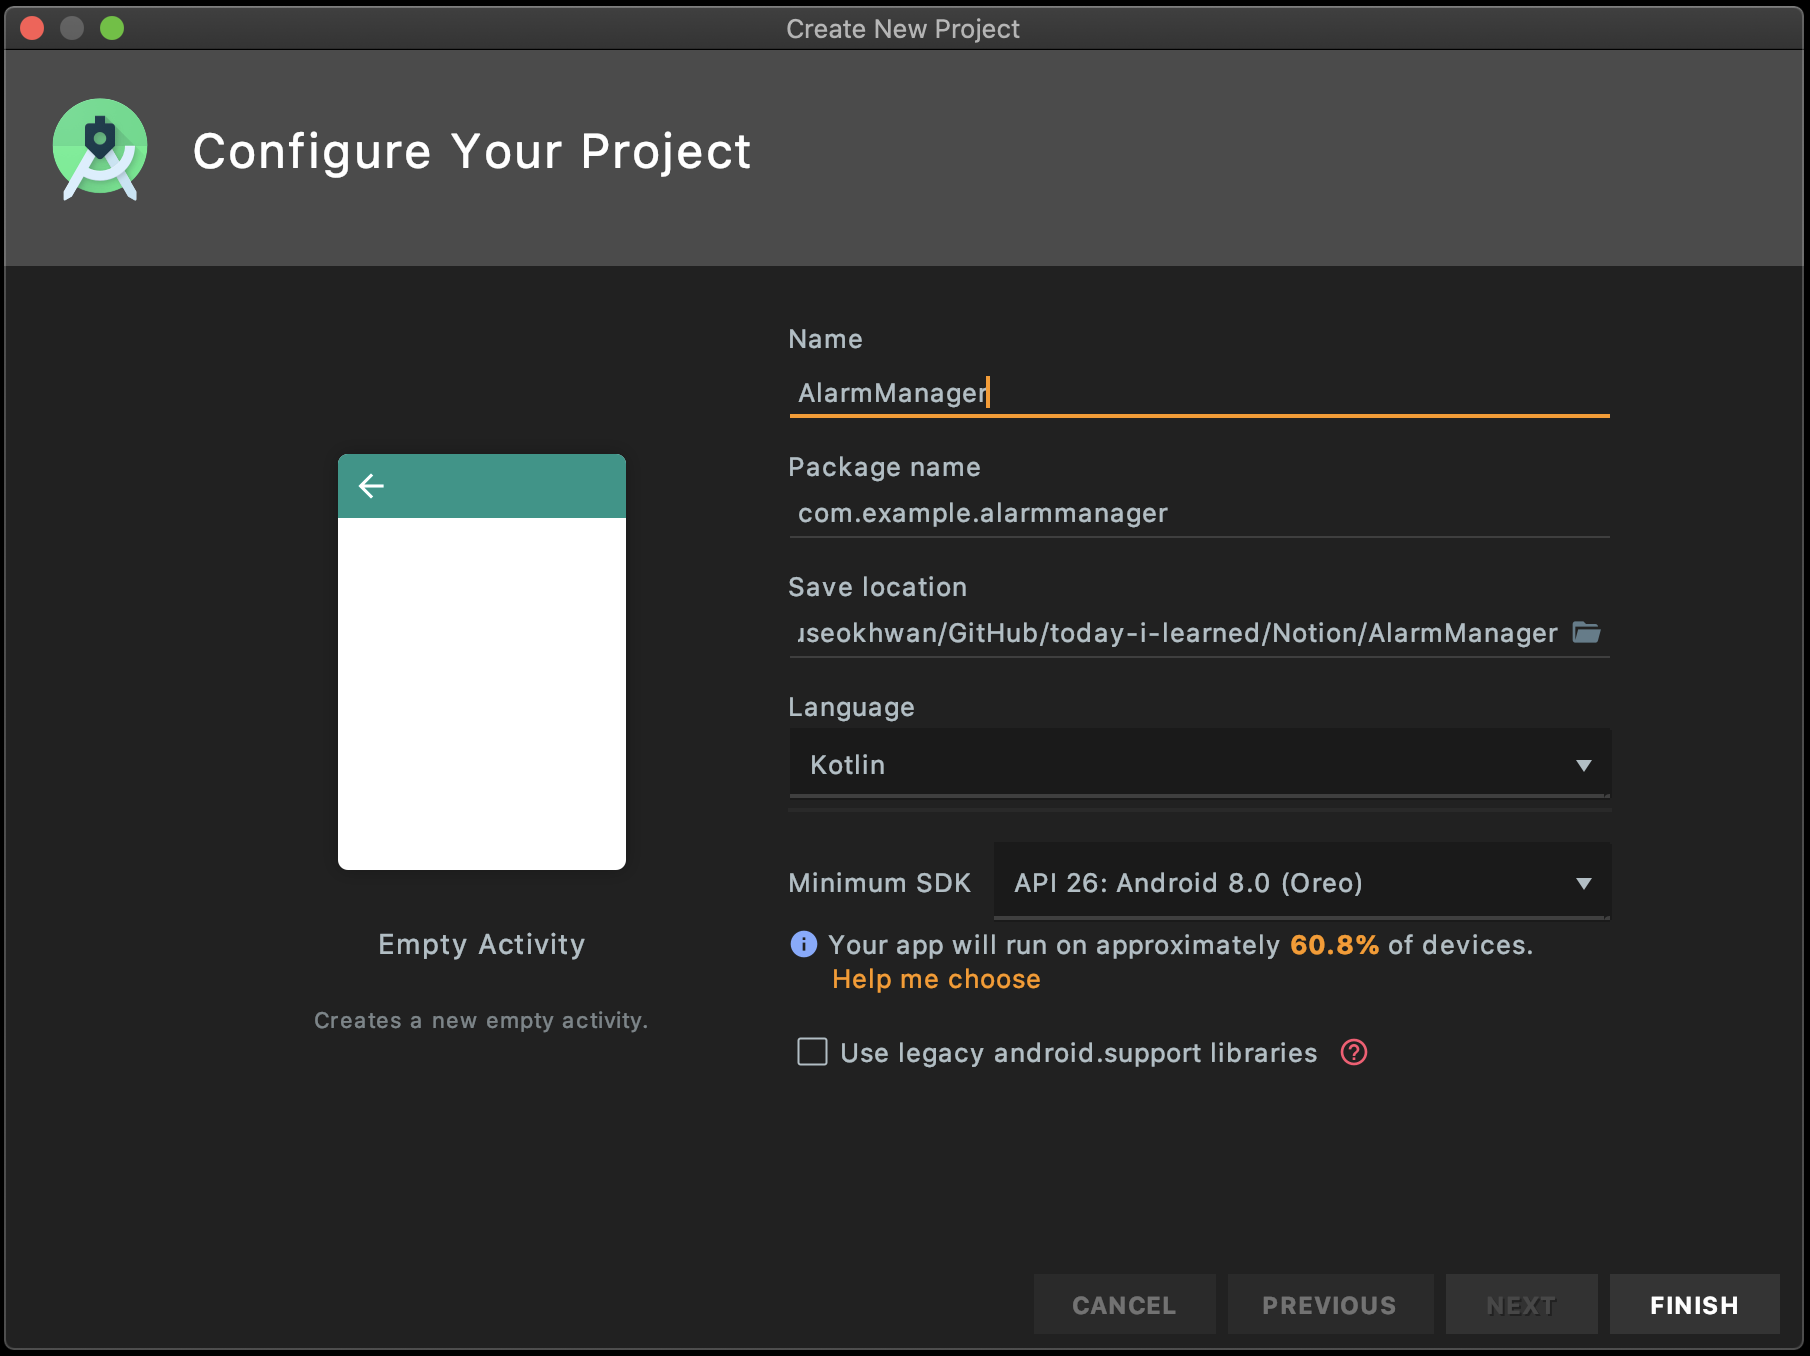 Create New Project
Configure Your Project
Name
AlarmManager
Package name
com.example.alarmmanager
Save location
seokhwan/GitHub/today-i-learned/Notion/AlarmManager
Language
Kotlin
Minimum SDK
API 26: Android 8.0 (Oreo)
Your app will run on approximately 60.8% of devices.
Help me choose
Use legacy android.support libraries
Empty Activity
Creates a new empty activity.
CANCEL
PREVIOUS
NEXT
FINISH